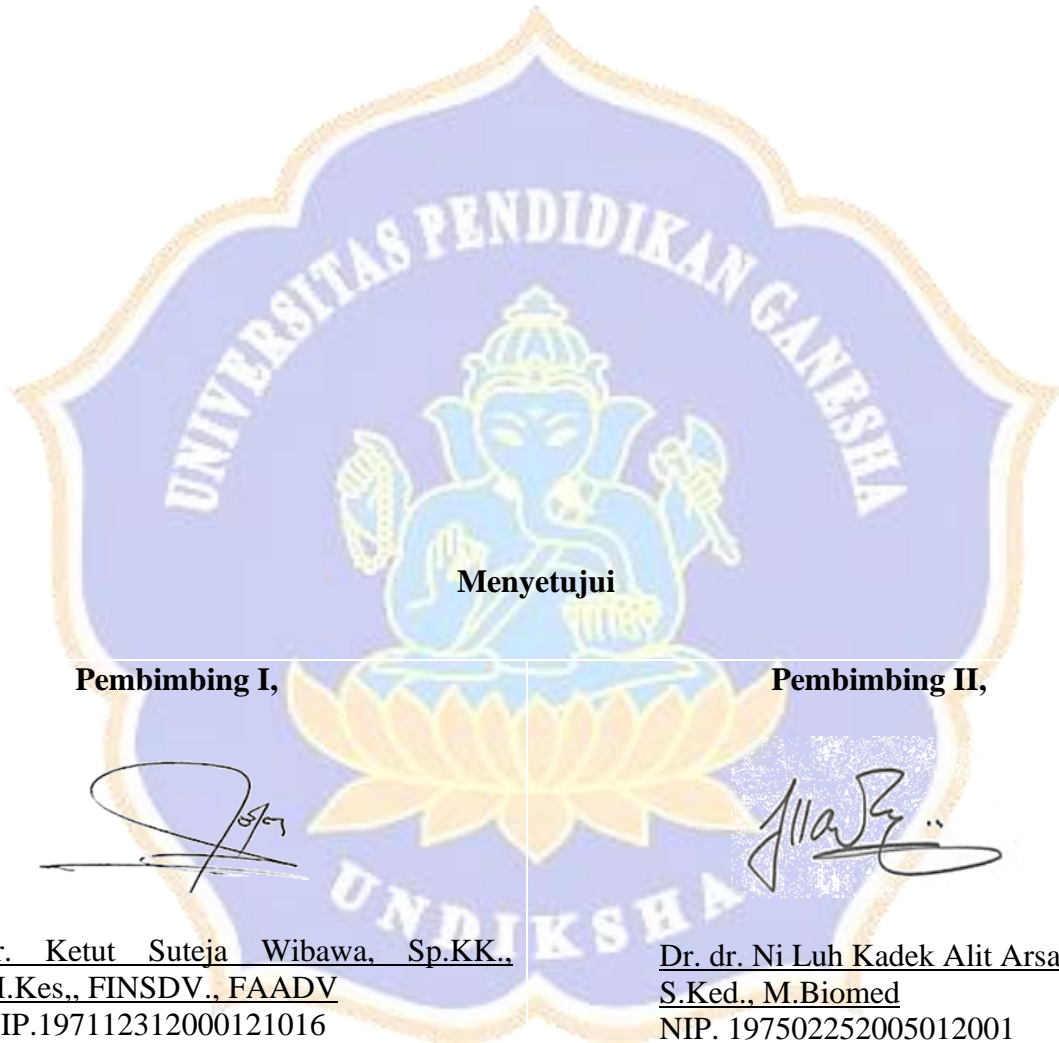 UNIVERSITAS PENDIDIKAN GANESHA
Menyetujui
Pembimbing I,
Pembimbing II,
r. Ketut Suteja Wibawa, Sp.KK.,
I.Kes,, FINSDV., FAADV
IP.197112312000121016
Dr. dr. Ni Luh Kadek Alit Arsa
S.Ked., M.Biomed
NIP. 197502252005012001
UNDIKSHA